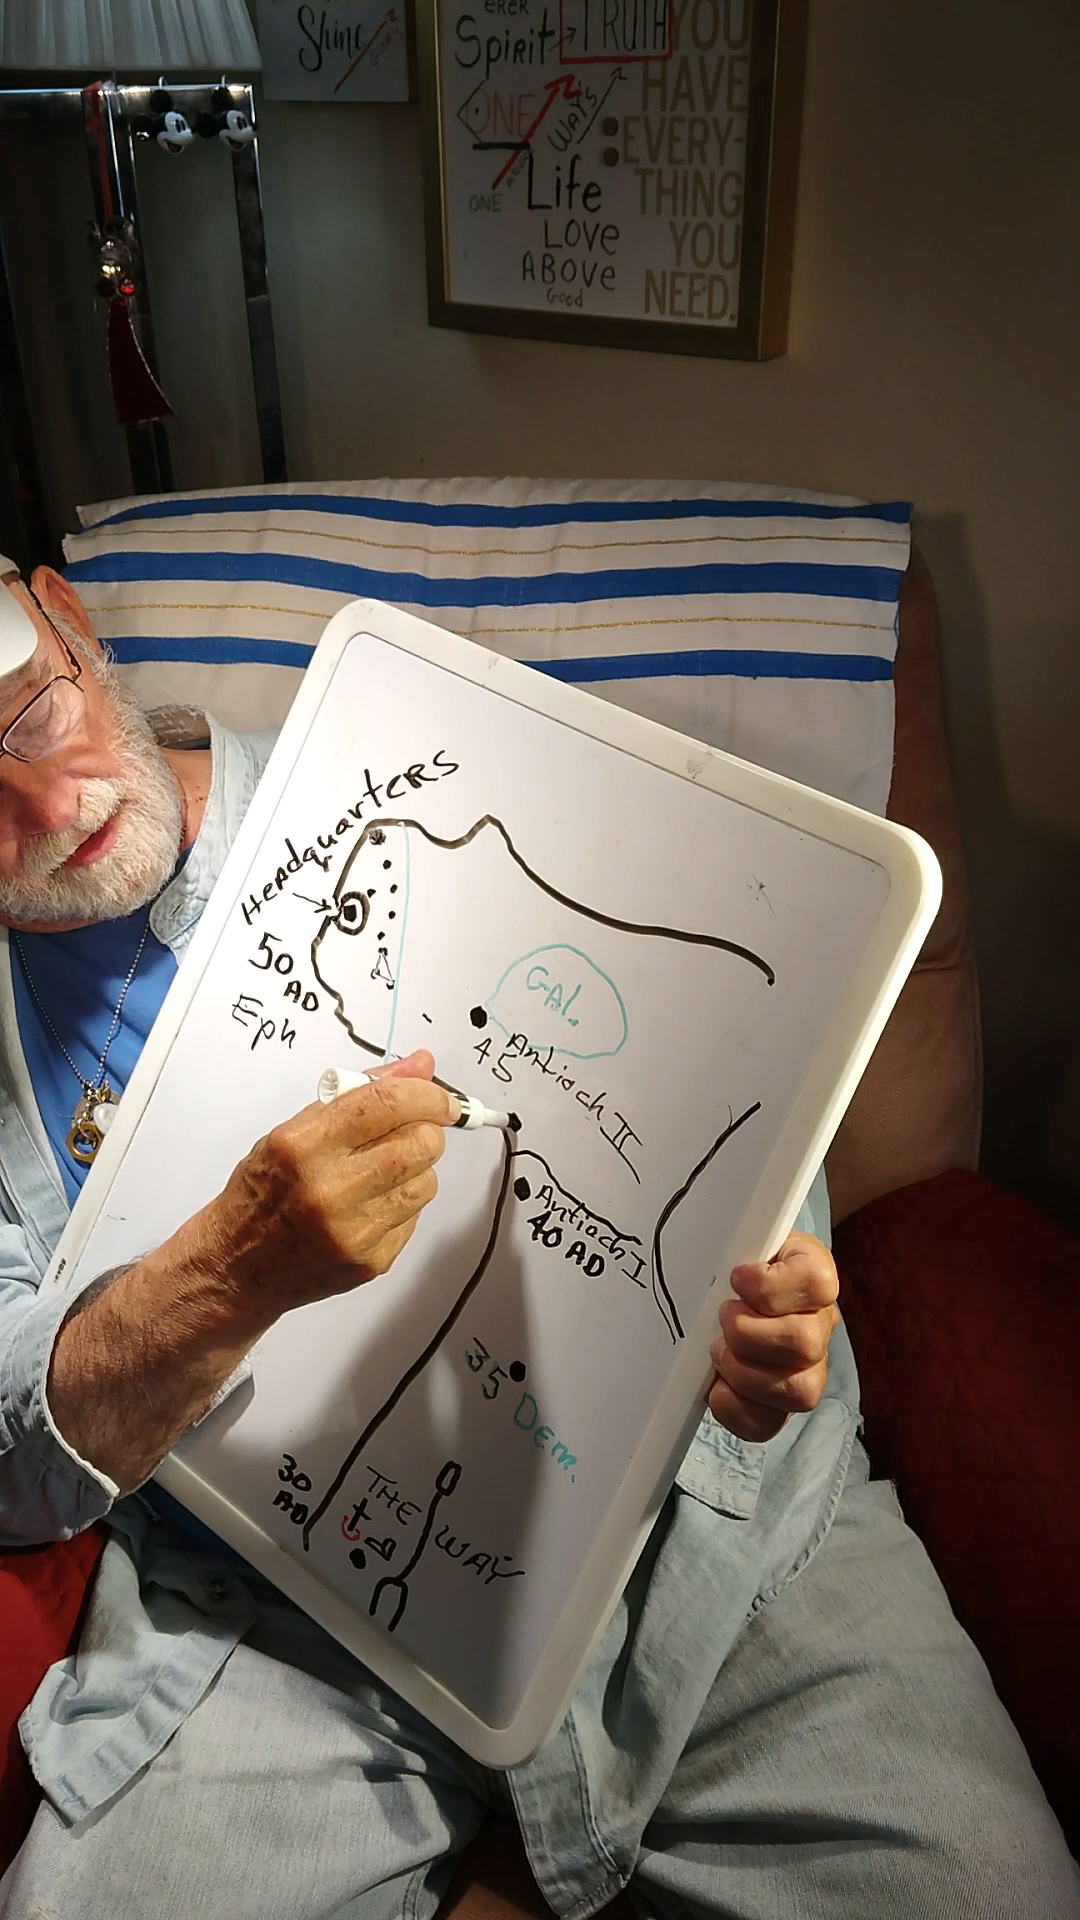 Shine
Spirit → TRUTH
ONE
WAYS
ONE
Life
LOVE
ABOVE
Good
YOU
HAVE
EVERY-
THING
YOU
NEED.
HEADquarterS
50
AD
Eph
GAL.
45
Antioch II
Antioch I
40 AD
35 Dem.
30
AD
THE
WAY